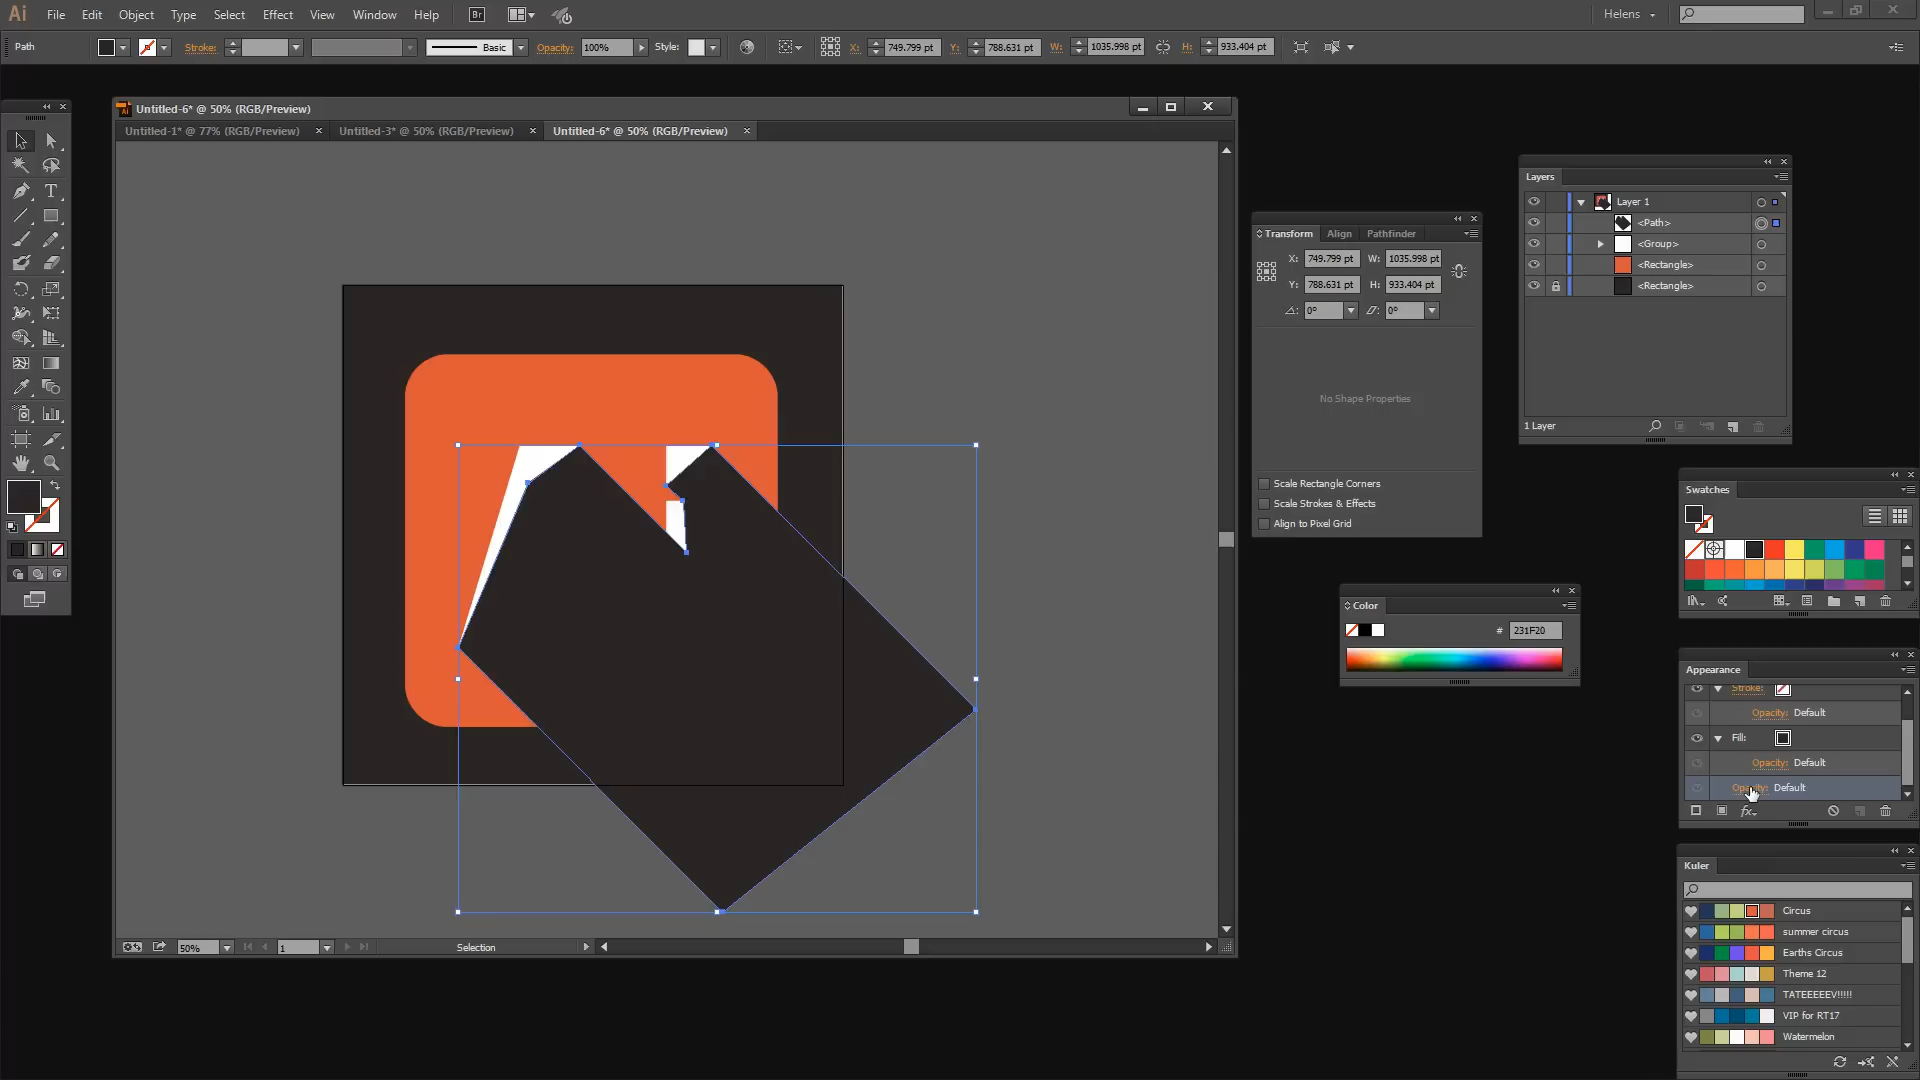 Ai File Edit Object Type Select Effect View Window Help Br Helens
Path Stroke: Basic Opacity: 100% Style: X: 749.799 pt Y: 788.631 pt W: 1035.998 pt H: 933.404 pt
Untitled-6* @ 50% (RGB/Preview)
Untitled-1* @ 77% (RGB/Preview) Untitled-3* @ 50% (RGB/Preview) Untitled-6* @ 50% (RGB/Preview)
Layers
Layer 1
<Path>
<Group>
<Rectangle>
<Rectangle>
1 Layer
Transform Align Pathfinder
X: 749.799 pt W: 1035.998 pt
Y: 788.631 pt H: 933.404 pt
0° 0°
No Shape Properties
Scale Rectangle Corners
Scale Strokes & Effects
Align to Pixel Grid
Swatches
Color
# 231F20
Appearance
Stroke:
Opacity: Default
Fill:
Opacity: Default
Opacity: Default
fx
Kuler
Circus
summer circus
Earths Circus
Theme 12
TATEEEEEV!!!!!
VIP for RT17
Watermelon
50% 1 Selection